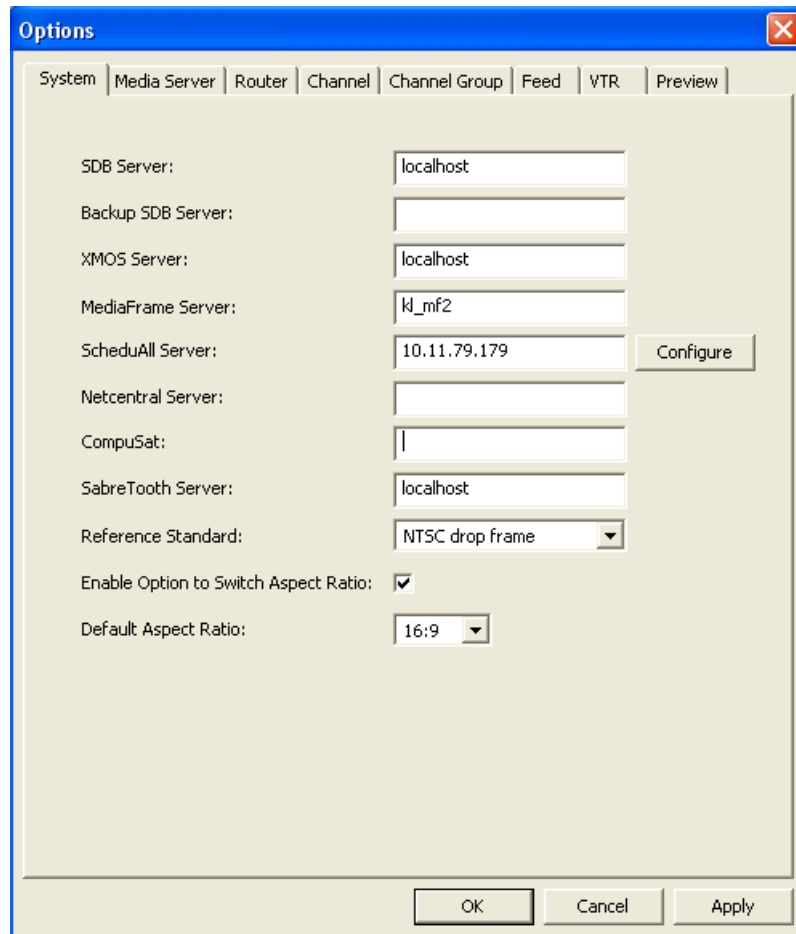 Options
System Media Server Router Channel Channel Group Feed VTR Preview
SDB Server: localhost
Backup SDB Server:
XMOS Server: localhost
MediaFrame Server: kl_mf2
ScheduAll Server: 10.11.79.179 Configure
Netcentral Server:
CompuSat:
SabreTooth Server: localhost
Reference Standard: NTSC drop frame
Enable Option to Switch Aspect Ratio:
Default Aspect Ratio: 16:9
OK Cancel Apply